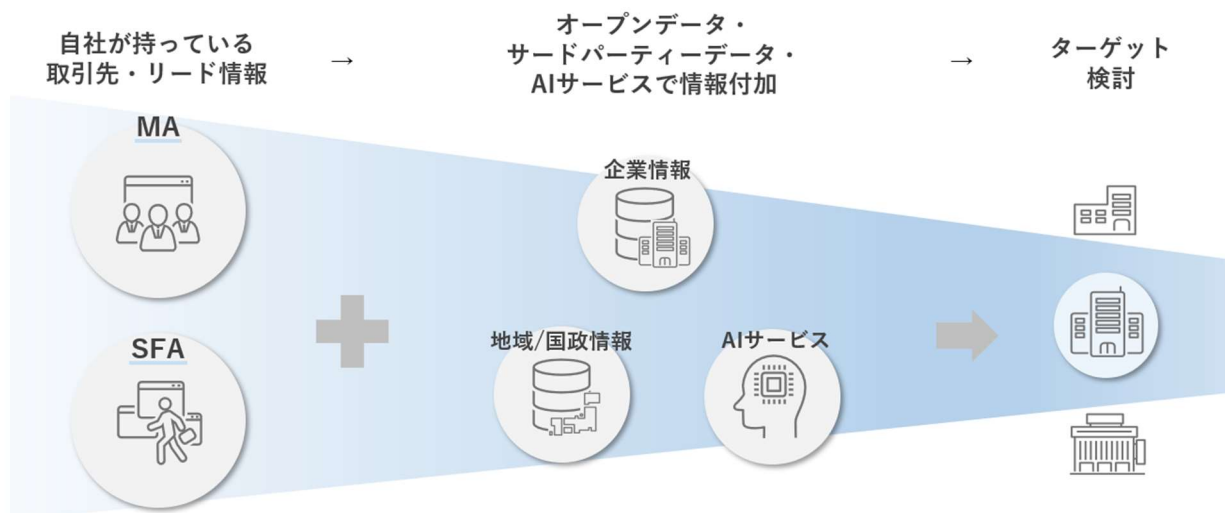 自社が持っている
取引先・リード情報
→
オープンデータ・
サードパーティーデータ・
AIサービスで情報付加
→
ターゲット
検討
MA
企業情報
SFA
地域/国政情報
AIサービス